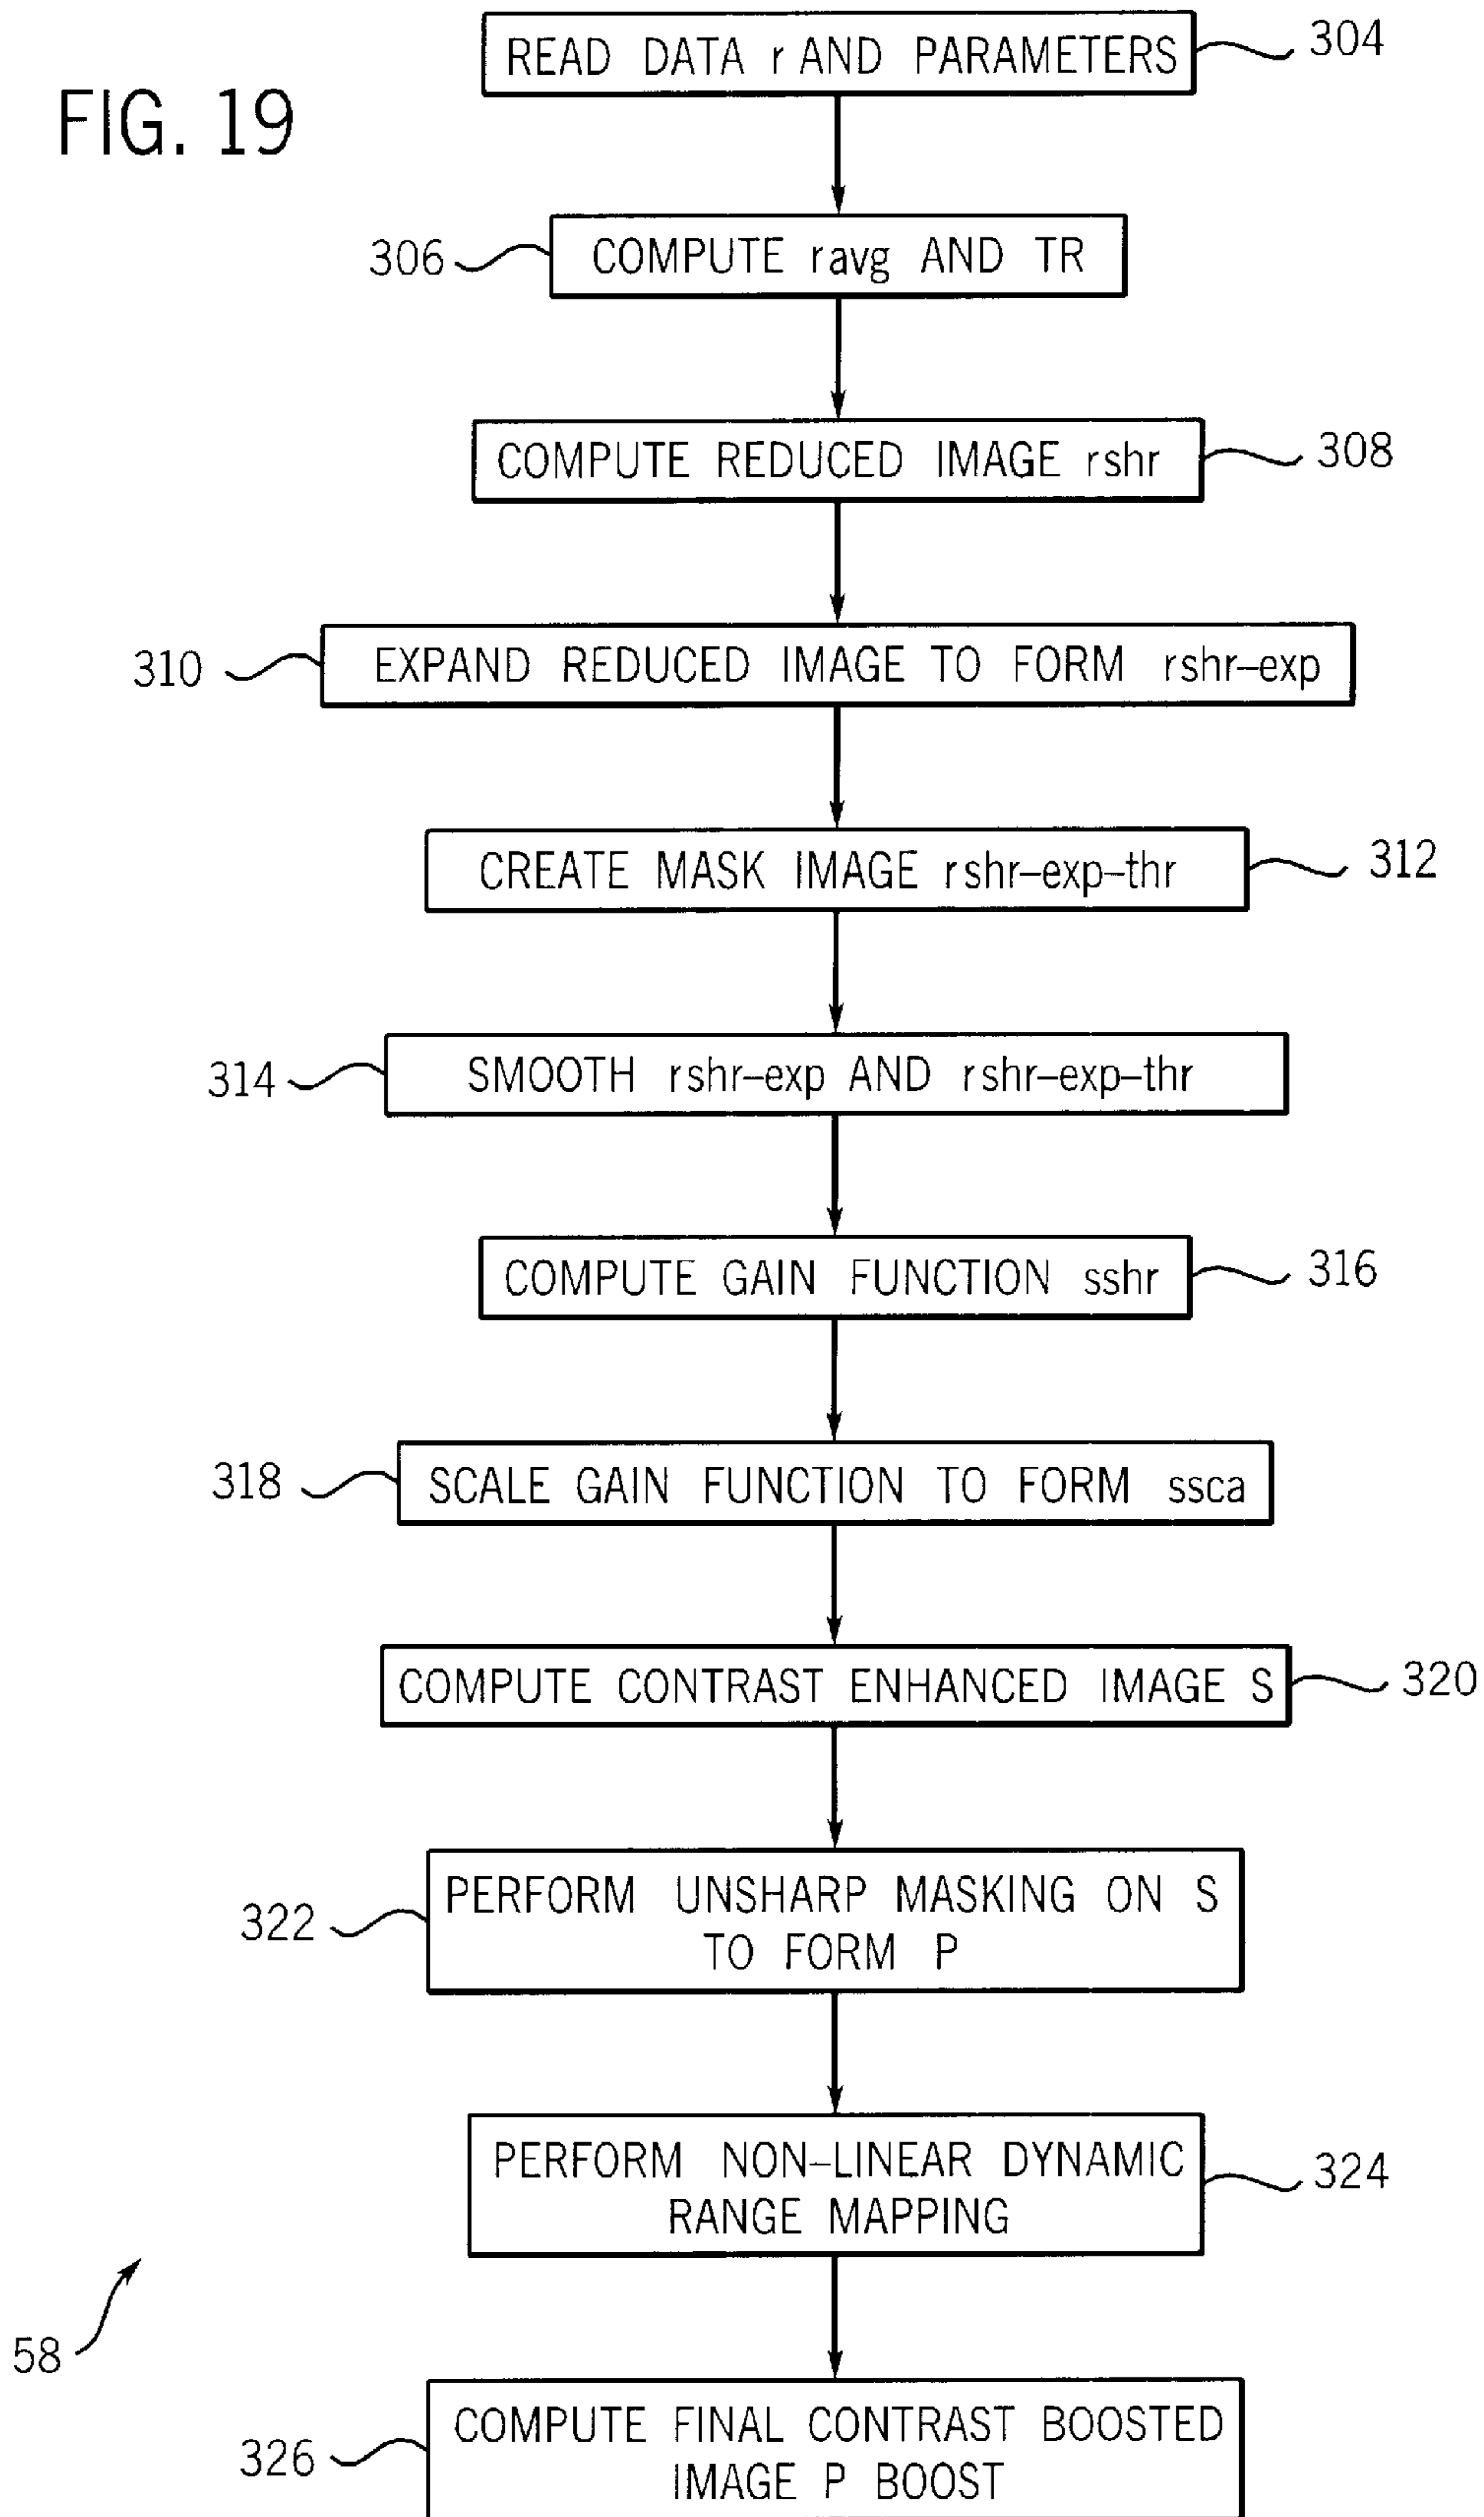 FIG. 19
READ DATA r AND PARAMETERS
304
306
COMPUTE ravg AND TR
COMPUTE REDUCED IMAGE rshr
308
310
EXPAND REDUCED IMAGE TO FORM rshr-exp
CREATE MASK IMAGE rshr-exp-thr
312
314
SMOOTH rshr-exp AND rshr-exp-thr
COMPUTE GAIN FUNCTION sshr
316
318
SCALE GAIN FUNCTION TO FORM ssca
COMPUTE CONTRAST ENHANCED IMAGE S
320
322
PERFORM UNSHARP MASKING ON S
TO FORM P
PERFORM NON-LINEAR DYNAMIC
RANGE MAPPING
324
58
326
COMPUTE FINAL CONTRAST BOOSTED
IMAGE P BOOST